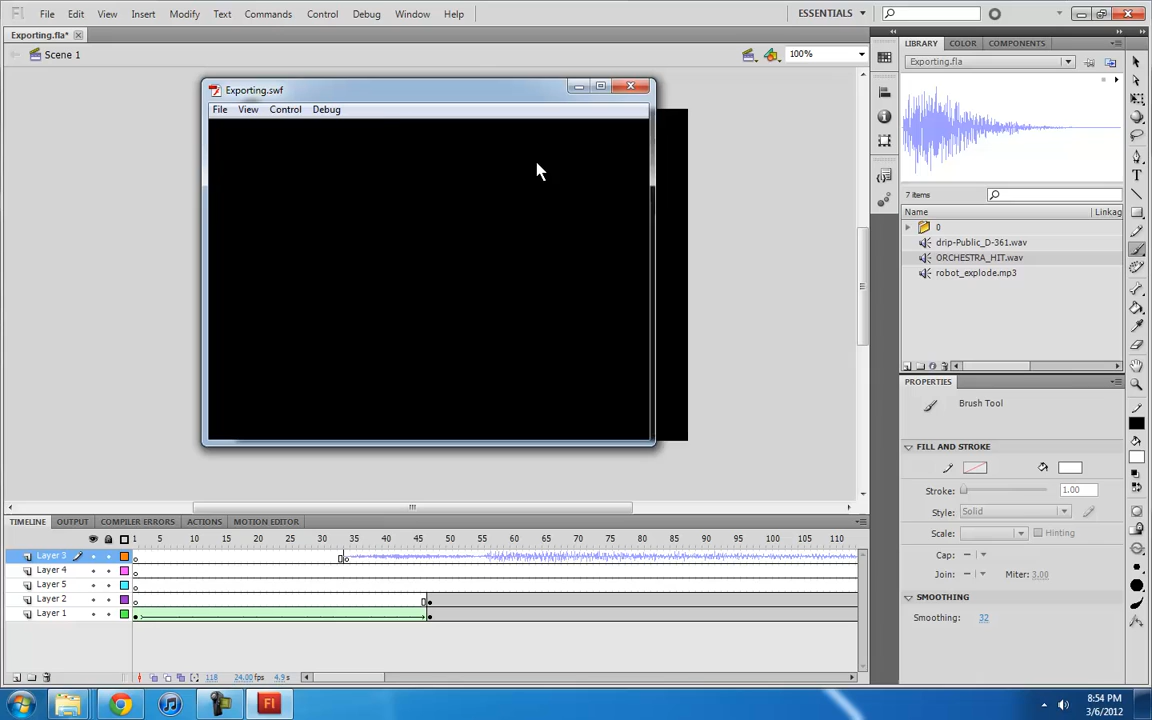 Fl File Edit View Insert Modify Text Commands Control Debug Window Help ESSENTIALS
Exporting.fla*
Scene 1 100%
Exporting.swf
File View Control Debug
LIBRARY COLOR COMPONENTS
Exporting.fla
7 items
Name Linkag
0
drip-Public_D-361.wav
ORCHESTRA_HIT.wav
robot_explode.mp3
PROPERTIES
Brush Tool
FILL AND STROKE
Stroke: 1.00
Style: Solid
Scale: Hinting
Cap:
Join: Miter: 3.00
SMOOTHING
Smoothing: 32
TIMELINE OUTPUT COMPILER ERRORS ACTIONS MOTION EDITOR
1 5 10 15 20 25 30 35 40 45 50 55 60 65 70 75 80 85 90 95 100 105 110
Layer 3
Layer 4
Layer 5
Layer 2
Layer 1
118 24.00 fps 4.9 s
Fl
8:54 PM
3/6/2012